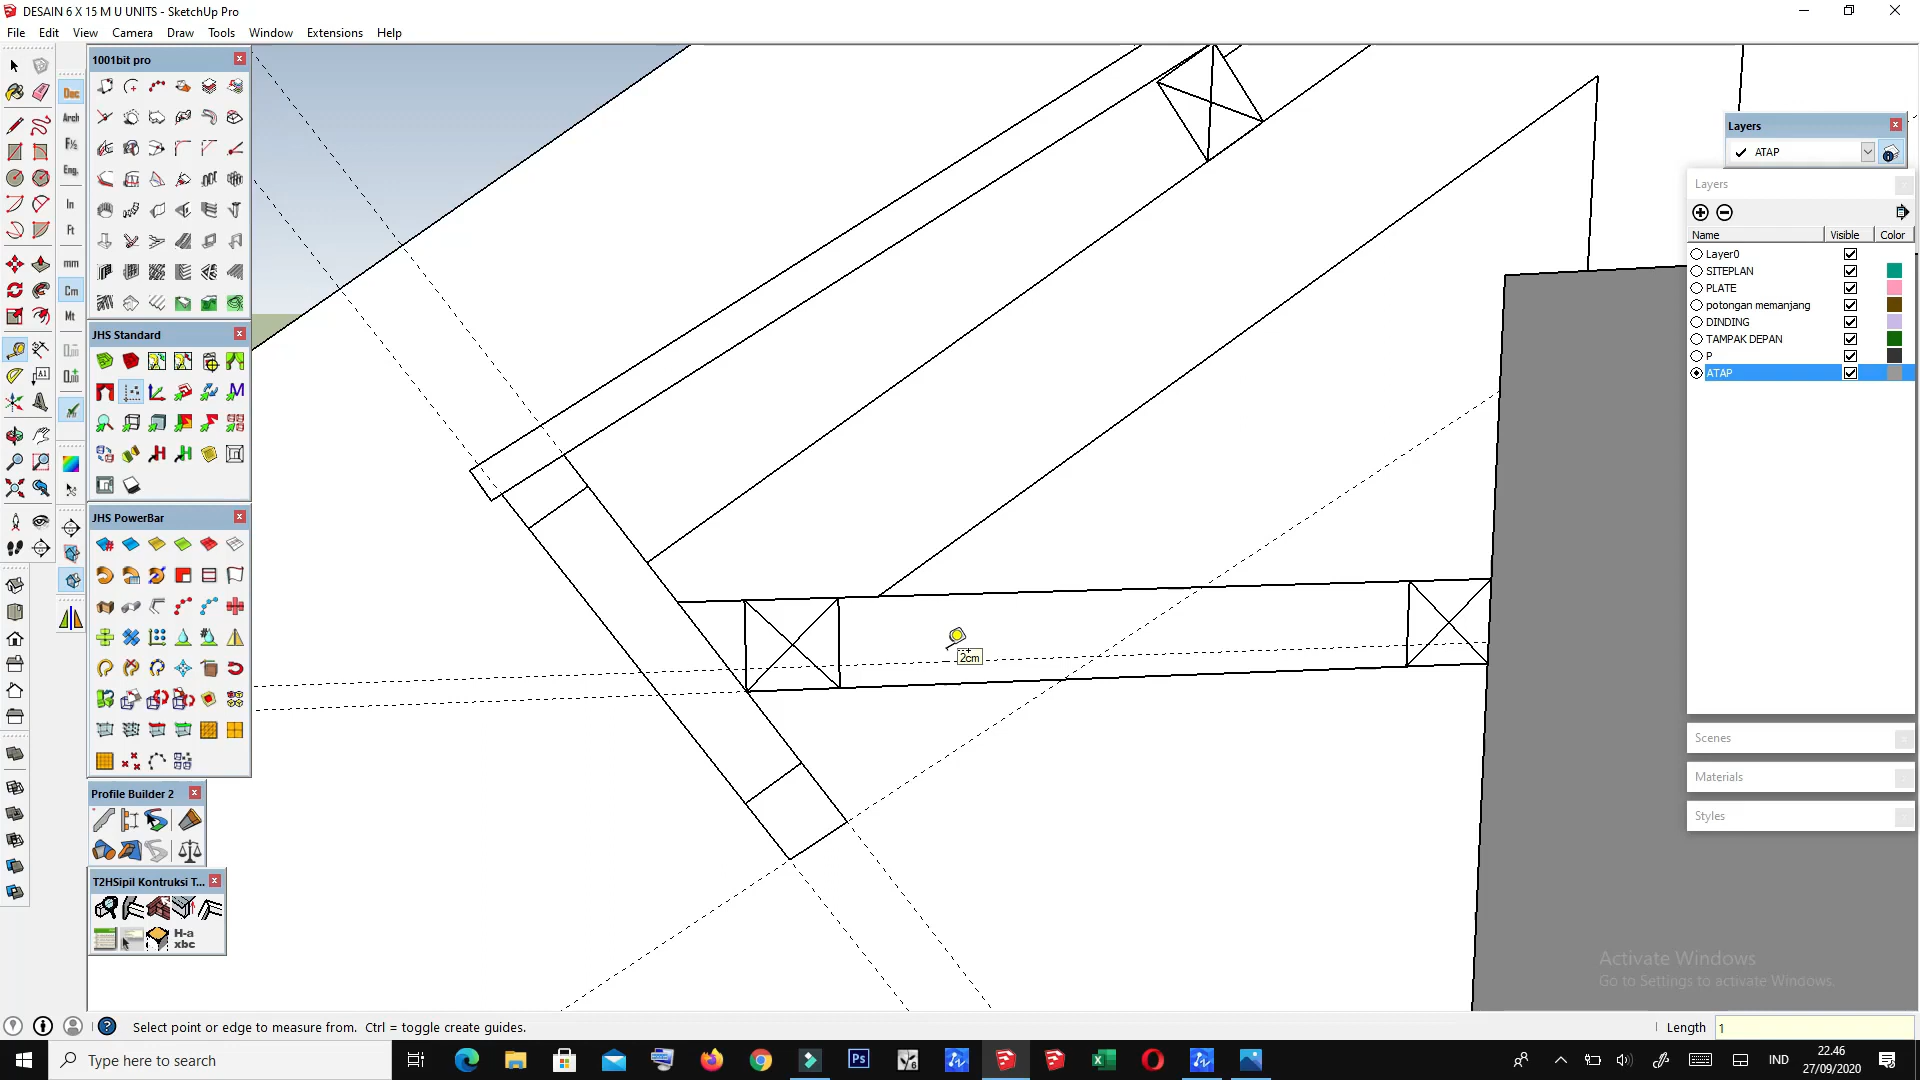 DESAIN 6 X 15 M U UNITS - SketchUp Pro
File Edit View Camera Draw Tools Window Extensions Help
1001bit pro
Doc
Arch
F½
Eng.
In
Ft
mm
Cm
Mt
JHS Standard
JHS PowerBar
Profile Builder 2
T2HSipil Kontruksi T...
H-a
xbc
2cm
Layers
ATAP
Layers
Name Visible Color
Layer0
SITEPLAN
PLATE
potongan memanjang
DINDING
TAMPAK DEPAN
P
ATAP
Scenes
Materials
Styles
Activate Windows
Go to Settings to activate Windows.
Select point or edge to measure from. Ctrl = toggle create guides.
Length 1
Type here to search
Ps
IND
22.46
27/09/2020